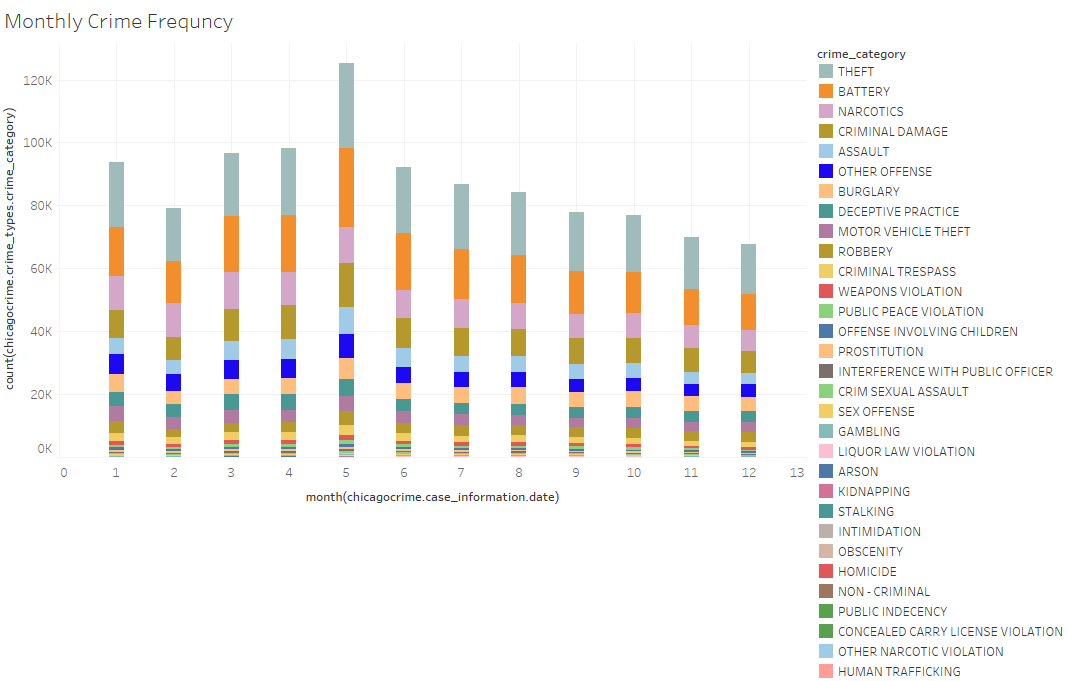 Monthly Crime Frequncy
count(chicagocrime.crime_types.crime_category)
120K
100K
80K
60K
40K
20K
0K
0 1 2 3 4 5 6 7 8 9 10 11 12 13
month(chicagocrime.case_information.date)
crime_category
THEFT
BATTERY
NARCOTICS
CRIMINAL DAMAGE
ASSAULT
OTHER OFFENSE
BURGLARY
DECEPTIVE PRACTICE
MOTOR VEHICLE THEFT
ROBBERY
CRIMINAL TRESPASS
WEAPONS VIOLATION
PUBLIC PEACE VIOLATION
OFFENSE INVOLVING CHILDREN
PROSTITUTION
INTERFERENCE WITH PUBLIC OFFICER
CRIM SEXUAL ASSAULT
SEX OFFENSE
GAMBLING
LIQUOR LAW VIOLATION
ARSON
KIDNAPPING
STALKING
INTIMIDATION
OBSCENITY
HOMICIDE
NON - CRIMINAL
PUBLIC INDECENCY
CONCEALED CARRY LICENSE VIOLATION
OTHER NARCOTIC VIOLATION
HUMAN TRAFFICKING